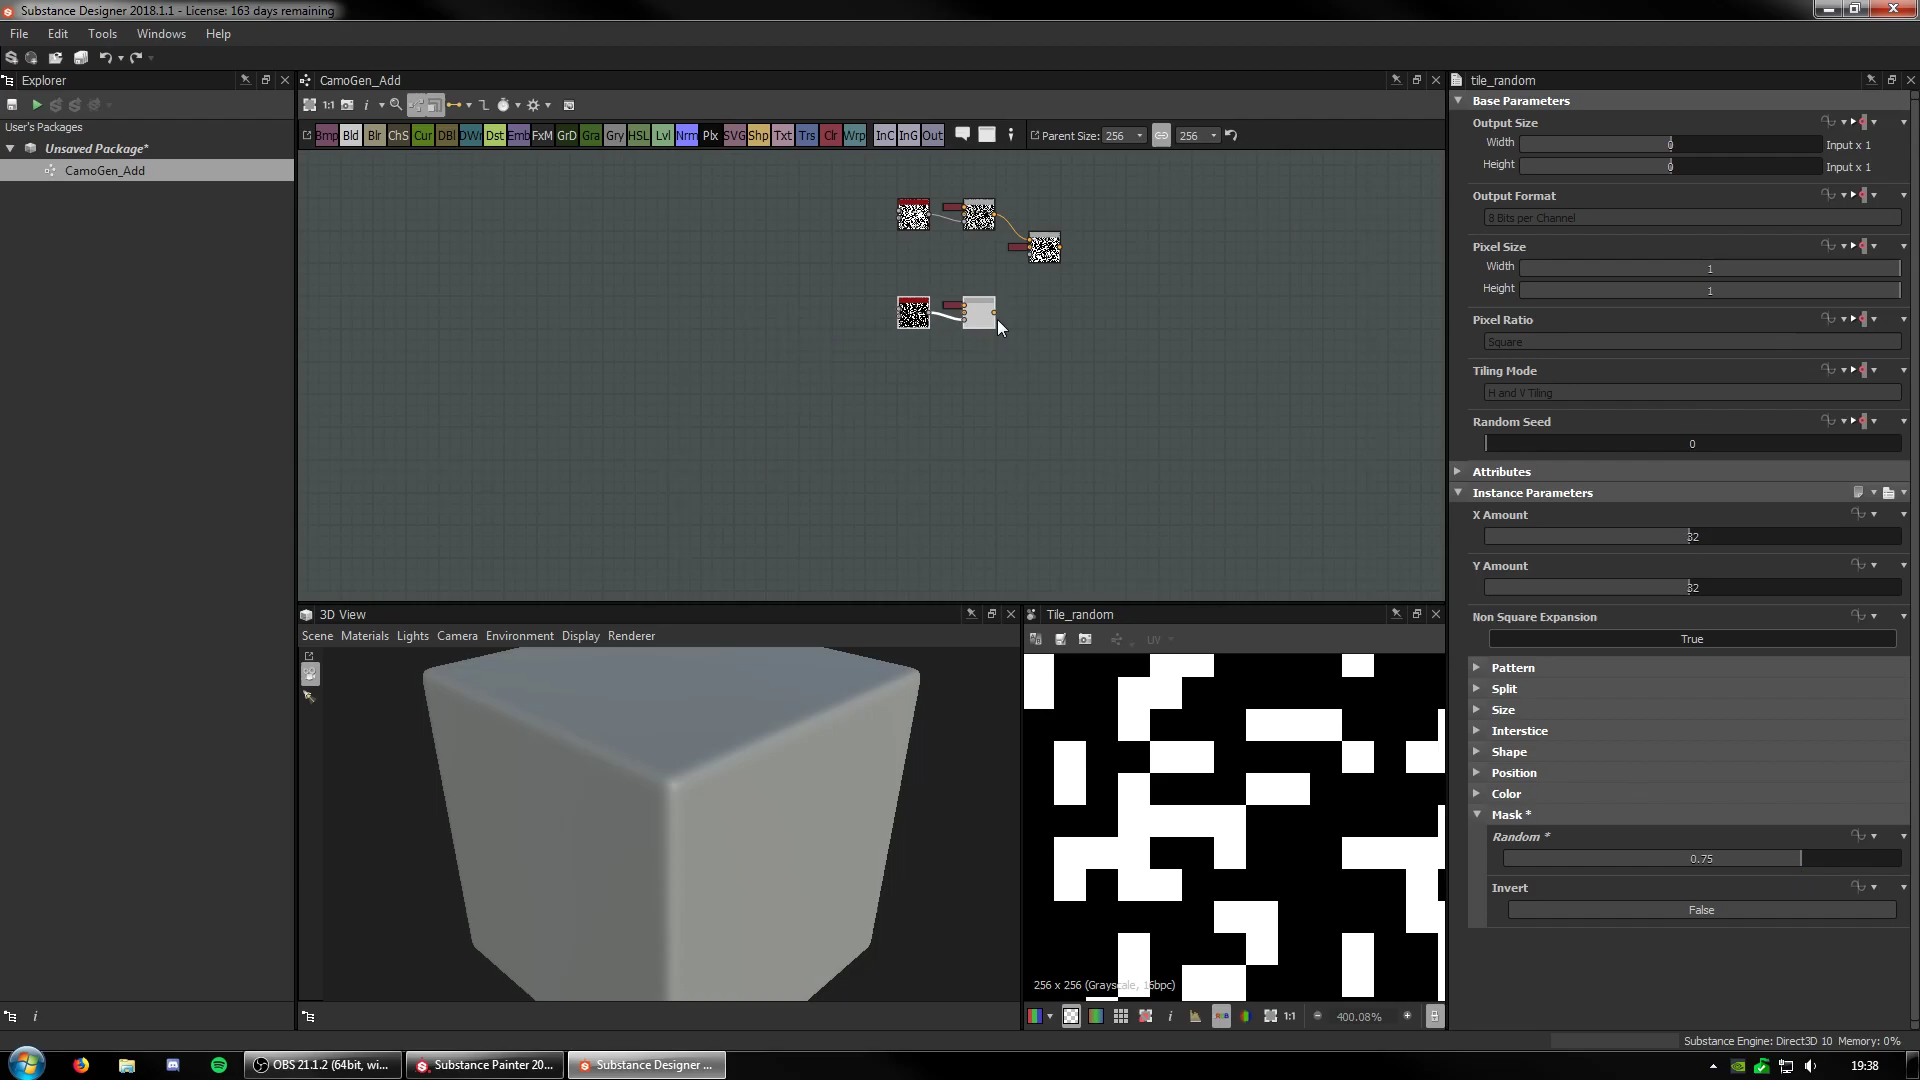 Substance Designer 2018.1.1 - License: 163 days remaining
File Edit Tools Windows Help
Explorer
CamoGen_Add
tile_random
1:1
Base Parameters
User's Packages
Output Size
Bmp Bld Blr ChS Cur DBl DWr Dst Emb FxM GrD Gra Gry HSL Lvl Nrm Plx SVG Shp Txt Trs Clr Wrp InC InG Out
Parent Size: 256 256
Width 0 Input x 1
Unsaved Package*
Height 0 Input x 1
CamoGen_Add
Output Format
8 Bits per Channel
Pixel Size
Width 1
Height 1
Pixel Ratio
Square
Tiling Mode
H and V Tiling
Random Seed
0
Attributes
Instance Parameters
X Amount
32
Y Amount
32
Non Square Expansion
True
3D View
Tile_random
Scene Materials Lights Camera Environment Display Renderer
UV
Pattern
Split
Size
Interstice
Shape
Position
Color
Mask *
Random *
0.75
Invert
False
256 x 256 (Grayscale, 16bpc)
1:1 400.08%
Substance Engine: Direct3D 10 Memory: 0%
OBS 21.1.2 (64bit, wi...
Substance Painter 20...
Substance Designer ...
19:38